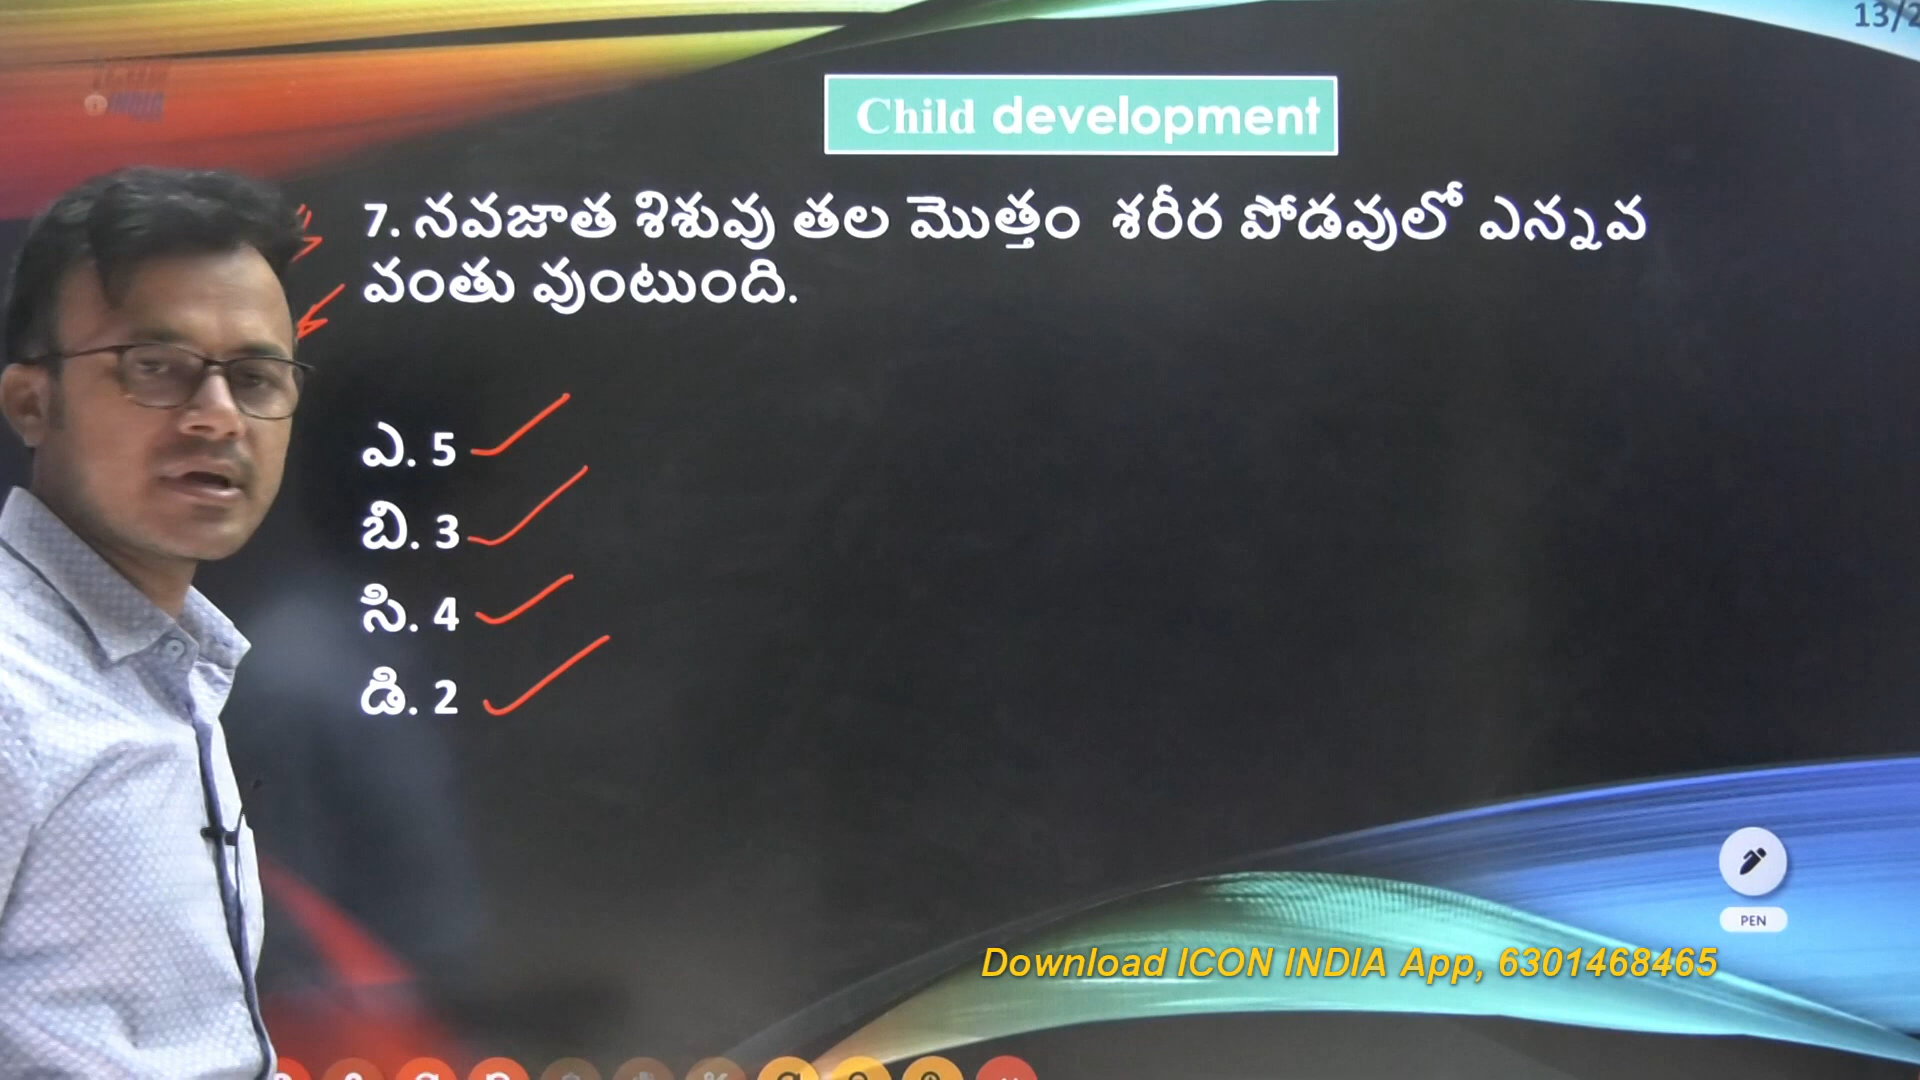 13/2
Child development
7. నవజాత శిశువు తల మొత్తం శరీర పోడవులో ఎన్నవ
వంతు వుంటుంది.
ఎ. 5
బి. 3
సి. 4
డి. 2
PEN
Download ICON INDIA App, 6301468465